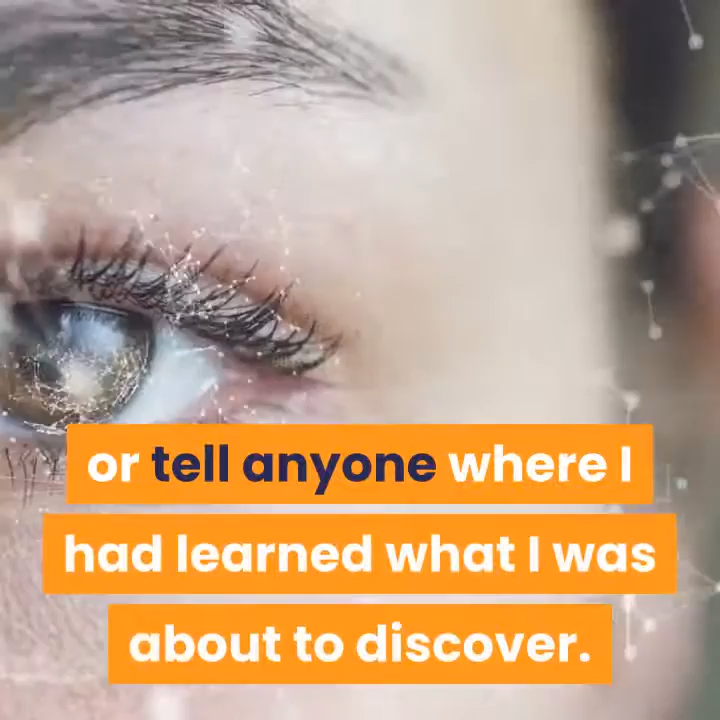 or tell anyone where I
had learned what I was
about to discover.